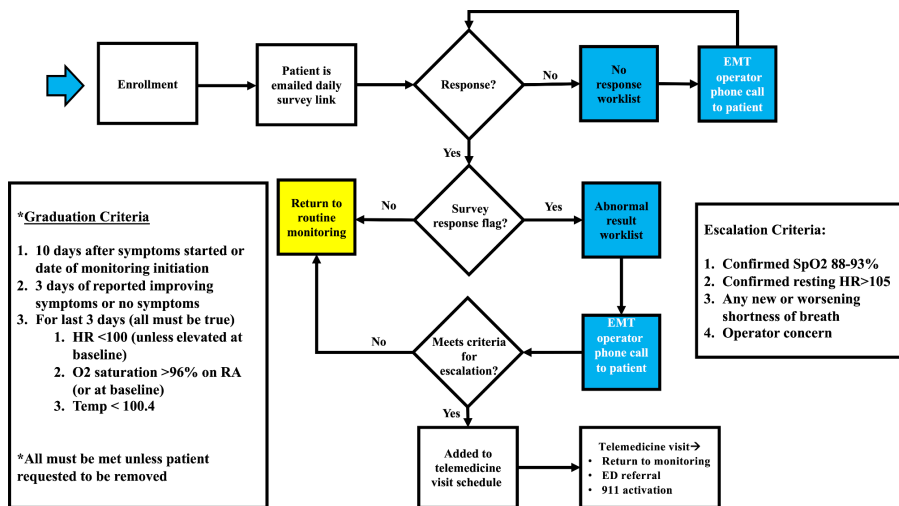 Enrollment
Patient is
emailed daily
survey link
Response?
No
No
response
worklist
EMT
operator
phone call
to patient
Yes
Return to
routine
monitoring
No
Survey
response
flag?
Yes
Abnormal
result
worklist
*Graduation Criteria
1. 10 days after symptoms started or
date of monitoring initiation
2. 3 days of reported improving
symptoms or no symptoms
3. For last 3 days (all must be true)
1. HR <100 (unless elevated at
baseline)
2. O2 saturation >96% on RA
(or at baseline)
3. Temp < 100.4
*All must be met unless patient
requested to be removed
Escalation Criteria:
1. Confirmed SpO2 88-93%
2. Confirmed resting HR>105
3. Any new or worsening
shortness of breath
4. Operator concern
No
Meets criteria
for
escalation?
EMT
operator
phone call to
patient
Yes
Added to
telemedicine
visit schedule
Telemedicine visit→
• Return to monitoring
• ED referral
• 911 activation